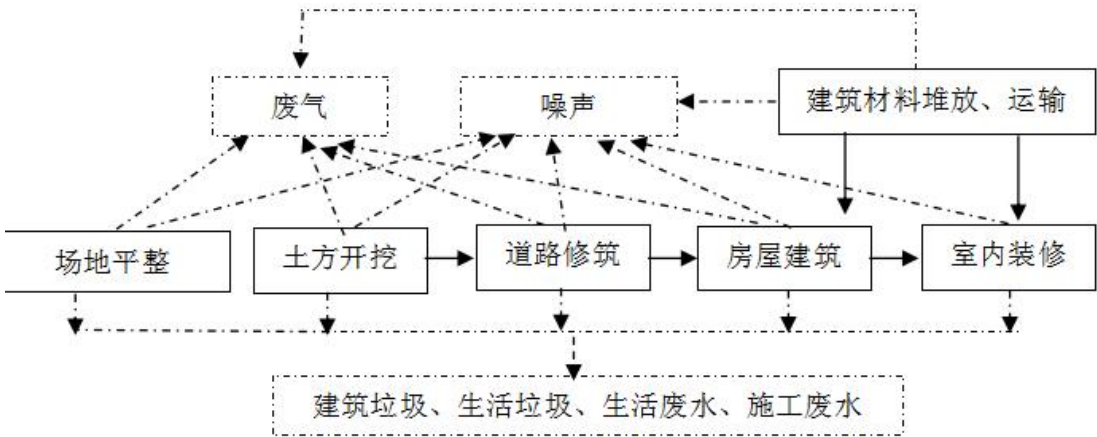 废气
噪声
建筑材料堆放、运输
场地平整
土方开挖
道路修筑
房屋建筑
室内装修
建筑垃圾、生活垃圾、生活废水、施工废水